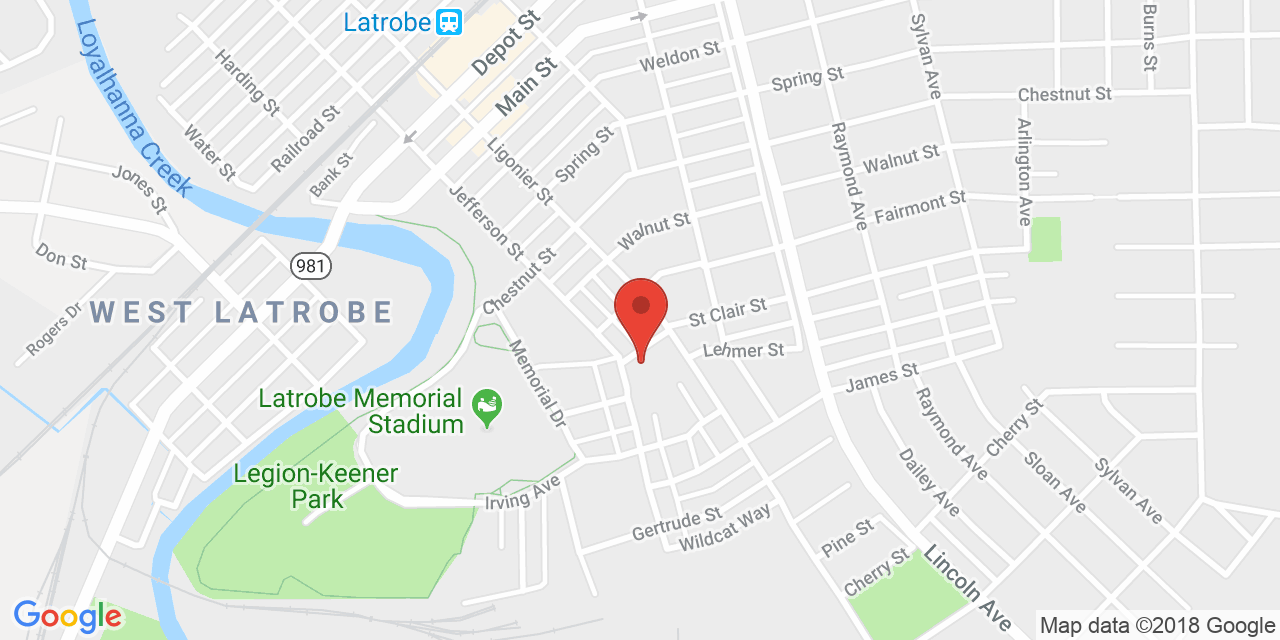 Latrobe
Depot St
Main St
Weldon St
Spring St
Sylvan Ave
Burns St
Chestnut St
Loyalhanna Creek
Harding St
Railroad St
Water St
Bank St
Ligonier St
Spring St
Raymond Ave
Walnut St
Arlington Ave
Jones St
Jefferson St
Walnut St
Fairmont St
Don St
981
Chestnut St
WEST LATROBE
Rogers Dr
St Clair St
Lehmer St
Memorial Dr
James St
Latrobe Memorial
Stadium
Raymond Ave
Cherry St
Legion-Keener
Park
Dailey Ave
Sloan Ave
Sylvan Ave
Irving Ave
Gertrude St
Wildcat Way
Pine St
Cherry St
Lincoln Ave
Google
Map data ©2018 Google